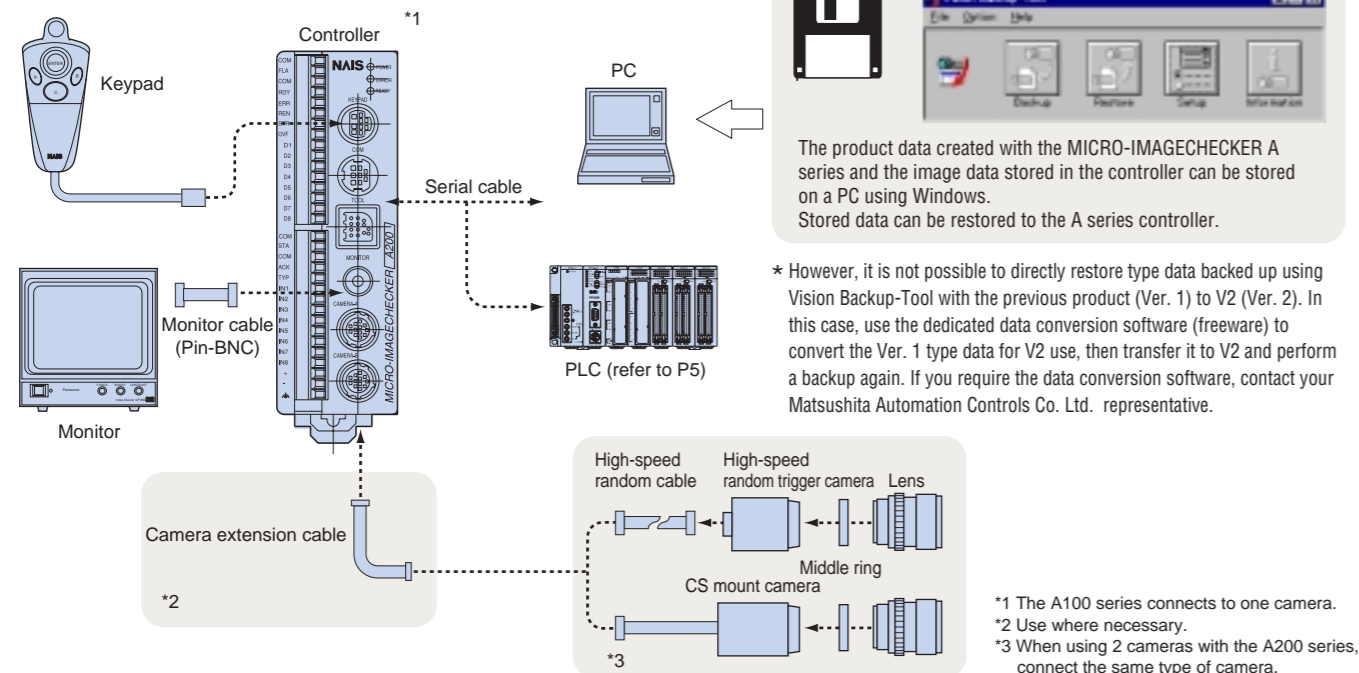 *1
Controller
Keypad
ENTER
A
B
C
NAIS
COM
FLA
COM
RDY
ERR
REN
STR
OVF
D1
D2
D3
D4
D5
D6
D7
D8
COM
STA
COM
ACK
TYP
IN1
IN2
IN3
IN4
IN5
IN6
IN7
IN8
+
-
NAIS
POWER
ERROR
READY
KEYPAD
COM
TOOL
MONITOR
CAMERA-A
CAMERA-B
MICRO-IMAGECHECKER A200
Monitor cable
(Pin-BNC)
Panasonic
Monitor
PC
Serial cable
PLC (refer to P5)
File Option Help
Backup
Restore
Setup
Information
The product data created with the MICRO-IMAGECHECKER A
series and the image data stored in the controller can be stored
on a PC using Windows.
Stored data can be restored to the A series controller.
* However, it is not possible to directly restore type data backed up using
Vision Backup-Tool with the previous product (Ver. 1) to V2 (Ver. 2). In
this case, use the dedicated data conversion software (freeware) to
convert the Ver. 1 type data for V2 use, then transfer it to V2 and perform
a backup again. If you require the data conversion software, contact your
Matsushita Automation Controls Co. Ltd. representative.
Camera extension cable
*2
High-speed
random cable
High-speed
random trigger camera
Lens
Middle ring
CS mount camera
*3
*1 The A100 series connects to one camera.
*2 Use where necessary.
*3 When using 2 cameras with the A200 series,
connect the same type of camera.